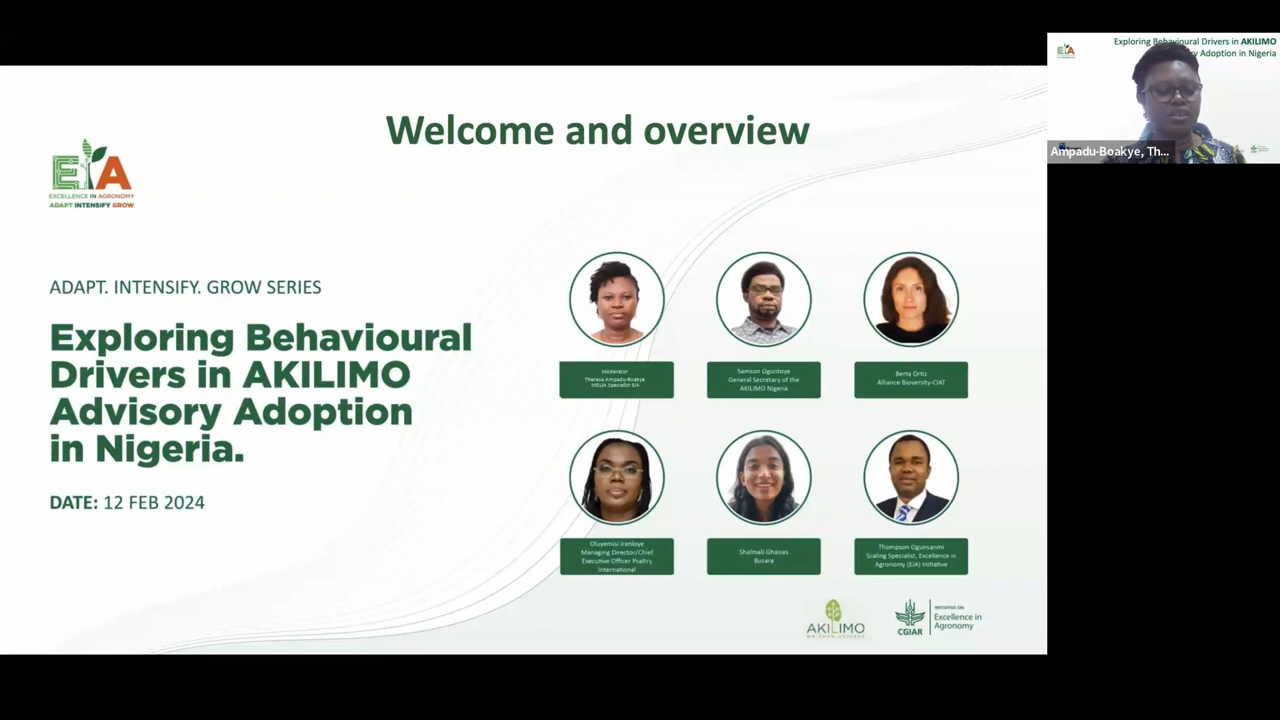 Welcome and overview
EiA
EXCELLENCE IN AGRONOMY
ADAPT INTENSIFY GROW
ADAPT. INTENSIFY. GROW SERIES
Exploring Behavioural
Drivers in AKILIMO
Advisory Adoption
in Nigeria.
DATE: 12 FEB 2024
Moderator
Theresa Ampadu-Boakye
MELIA Specialist EiA
Samson Oguntoye
General Secretary of the
AKILIMO Nigeria
Berta Ortiz
Alliance Bioversity-CIAT
Oluyemisi Iranloye
Managing Director/Chief
Executive Officer Psaltry
International
Shalmali Ghaisas
Busara
Thompson Ogunsanmi
Scaling Specialist, Excellence in
Agronomy (EiA) Initiative
AKILIMO
CGIAR
INITIATIVE ON
Excellence in
Agronomy
Exploring Behavioural Drivers in AKILIMO
Adoption in Nigeria
EiA
Ampadu-Boakye, Th...